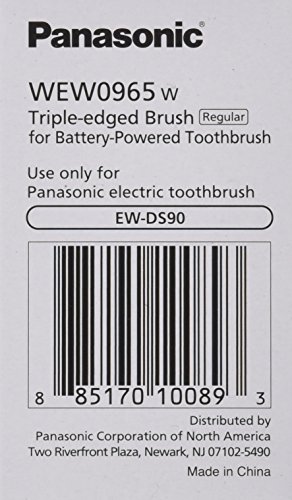 Panasonic
WEW0965 W
Triple-edged Brush Regular
for Battery-Powered Toothbrush
Use only for
Panasonic electric toothbrush
EW-DS90
8 85170 10089 3
Distributed by
Panasonic Corporation of North America
Two Riverfront Plaza, Newark, NJ 07102-5490
Made in China